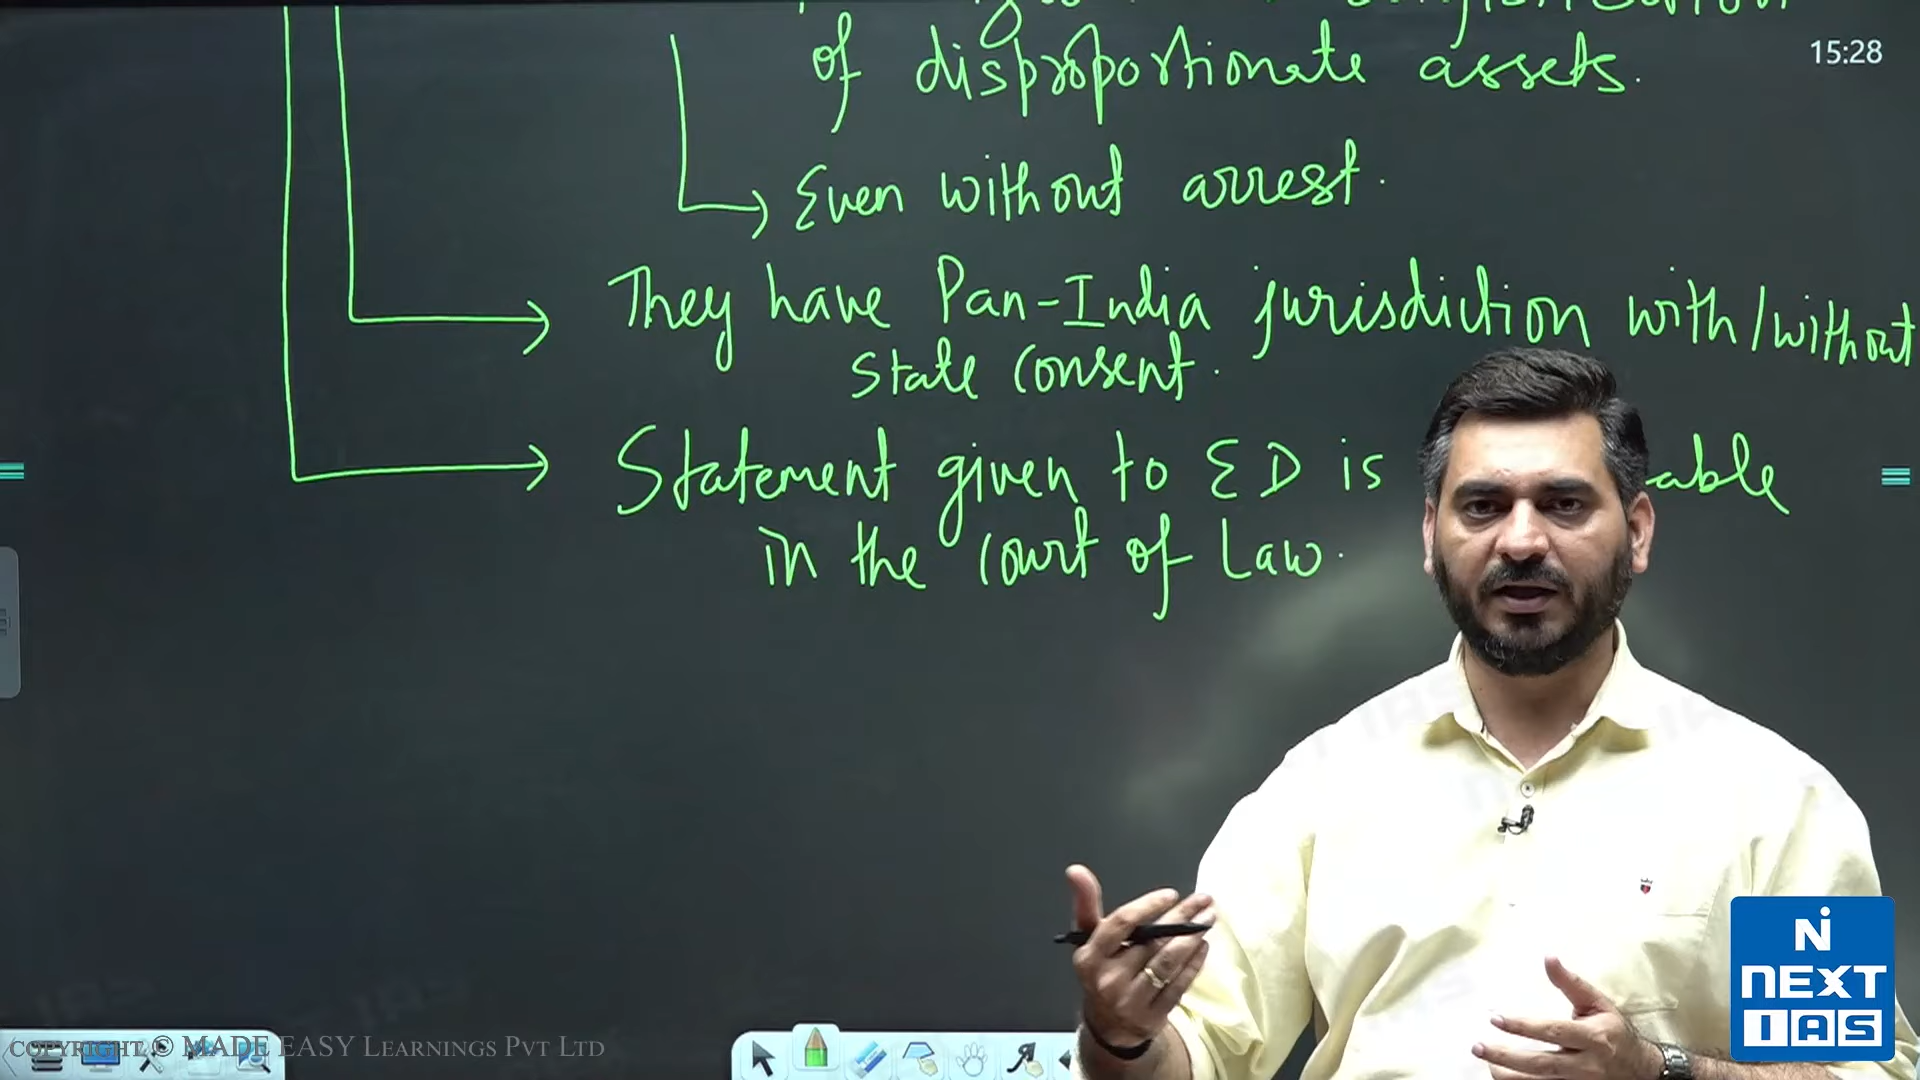 of disproportionate assets.
15:28
Even without arrest.
They have Pan-India jurisdiction with/without
State Consent.
Statement given to ED is able
in the court of Law.
NEXT
IAS
COPYRIGHT © MADE EASY LEARNINGS PVT LTD